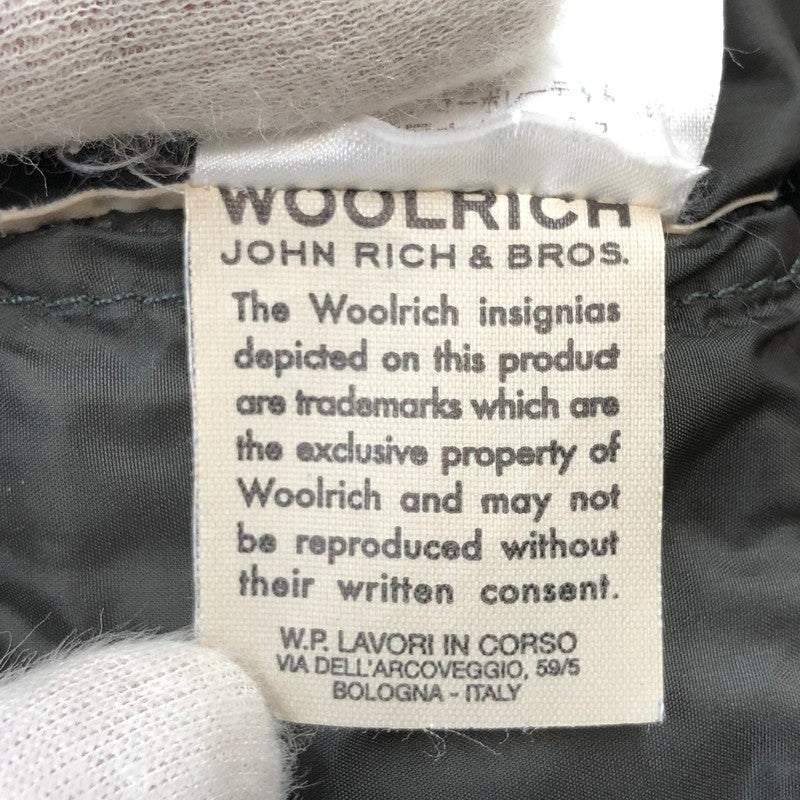 WOOLRICH
JOHN RICH & BROS.
The Woolrich insignias
depicted on this product
are trademarks which are
the exclusive property of
Woolrich and may not
be reproduced without
their written consent.
W.P. LAVORI IN CORSO
VIA DELL'ARCOVEGGIO, 59/5
BOLOGNA - ITALY